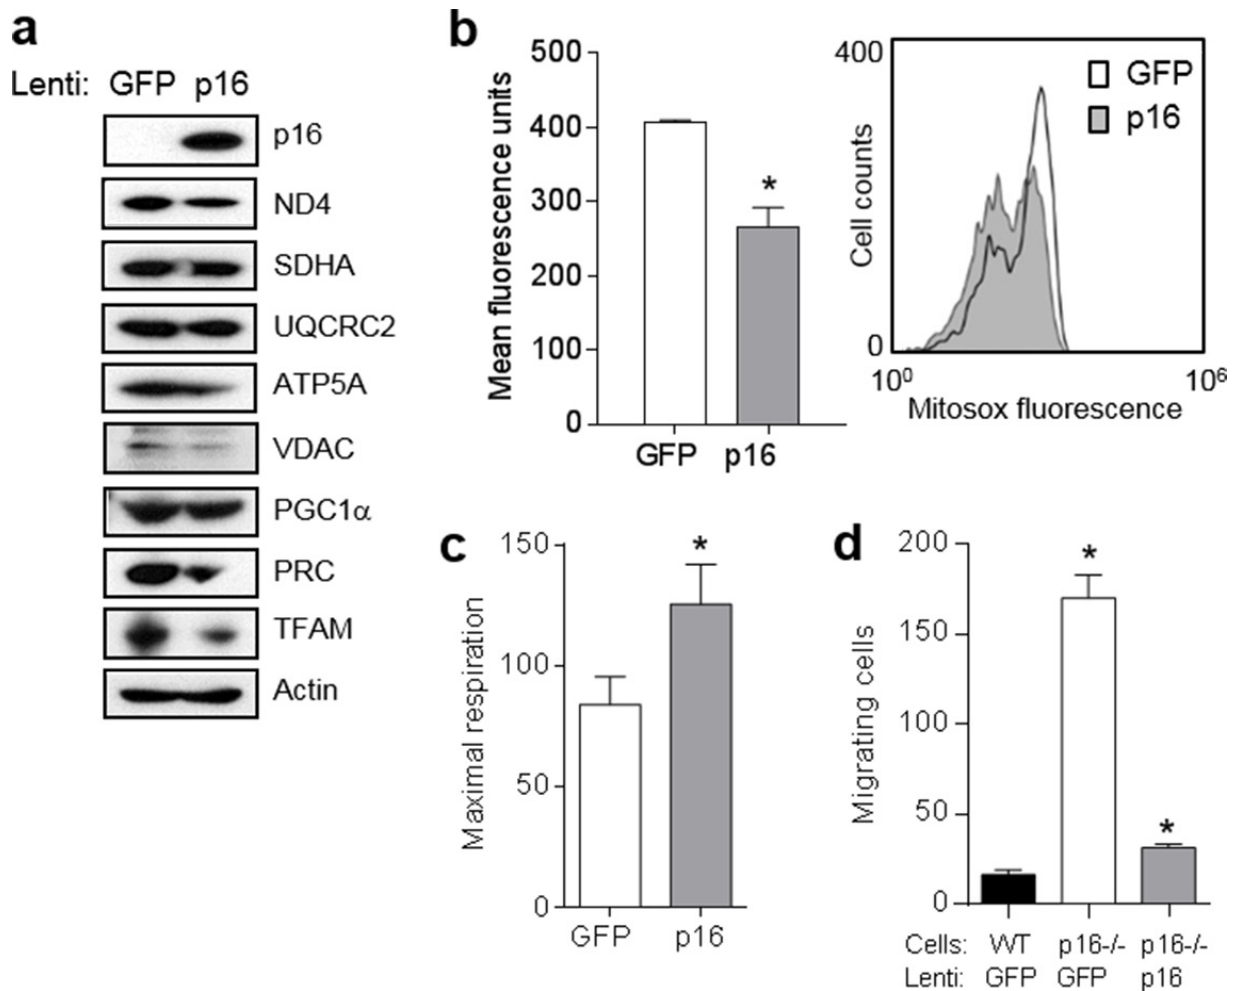 a
Lenti: GFP p16
p16
ND4
SDHA
UQCRC2
ATP5A
VDAC
PGC1α
PRC
TFAM
Actin
b
Mean fluorescence units
500
400
300
200
100
0
*
GFP p16
Cell counts
400
0
GFP
p16
10⁰ 10⁶
Mitosox fluorescence
c
Maximal respiration
150
100
50
0
*
GFP p16
d
Migrating cells
200
150
100
50
0
*
*
Cells: WT p16-/- p16-/-
Lenti: GFP GFP p16